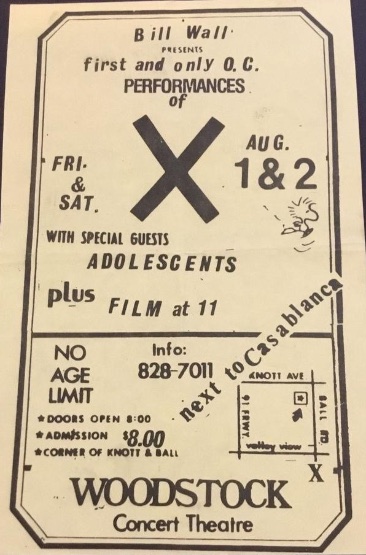 Bill Wall
PRESENTS
first and only O.C.
PERFORMANCES
of
X
FRI.
&
SAT.
AUG.
1 & 2
WITH SPECIAL GUESTS
ADOLESCENTS
plus FILM at 11
next to Casablanca
NO
AGE
LIMIT
Info:
828-7011
★DOORS OPEN 8:00
★ADMISSION $8.00
★CORNER OF KNOTT & BALL
KNOTT AVE
91 FRWY
BALL RD
valley view
X
WOODSTOCK
Concert Theatre